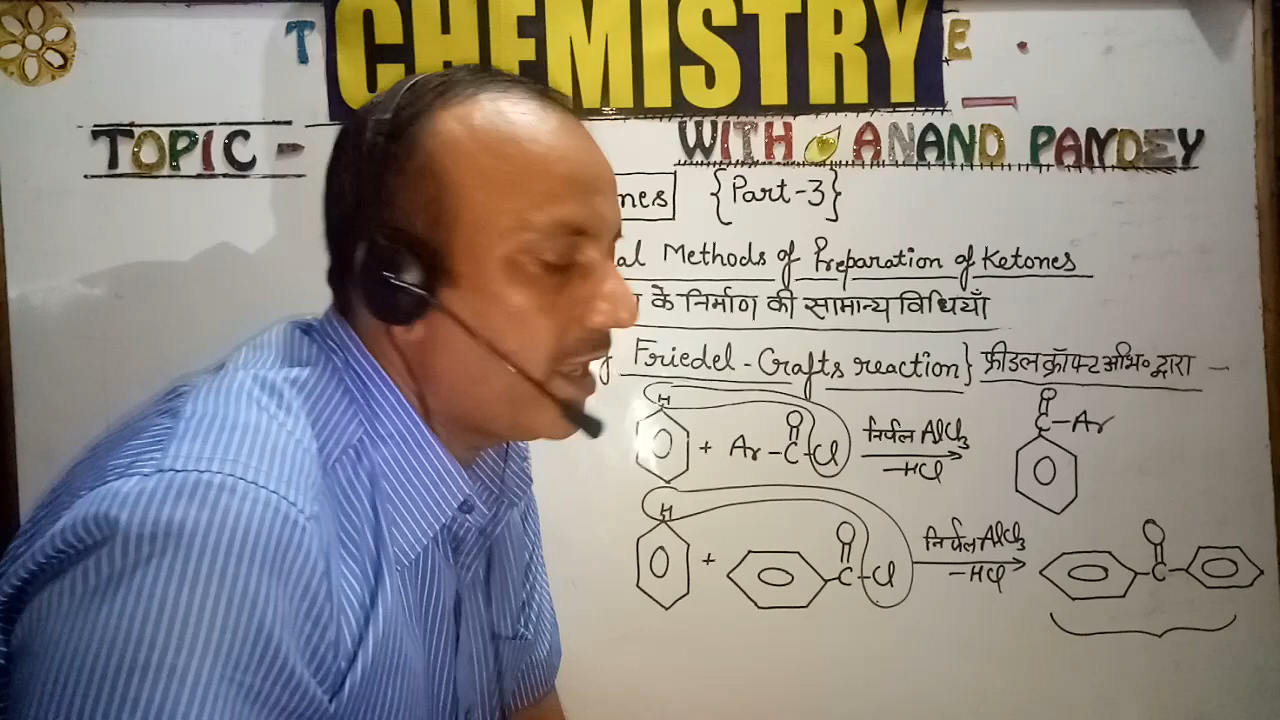 T CHEMISTRY E
TOPIC - WITH ANAND PANDEY
nes {Part-3}
al Methods of Preparation of Ketones
के निर्माण की सामान्य विधियाँ
Friedel-Crafts reaction} फ्रीडल क्रॉफ्ट अभि० द्वारा -
H + Ar-C-Cl O निर्जल AlCl3 -HCl O C-Ar
H + O C-Cl निर्जल AlCl3 -HCl O C